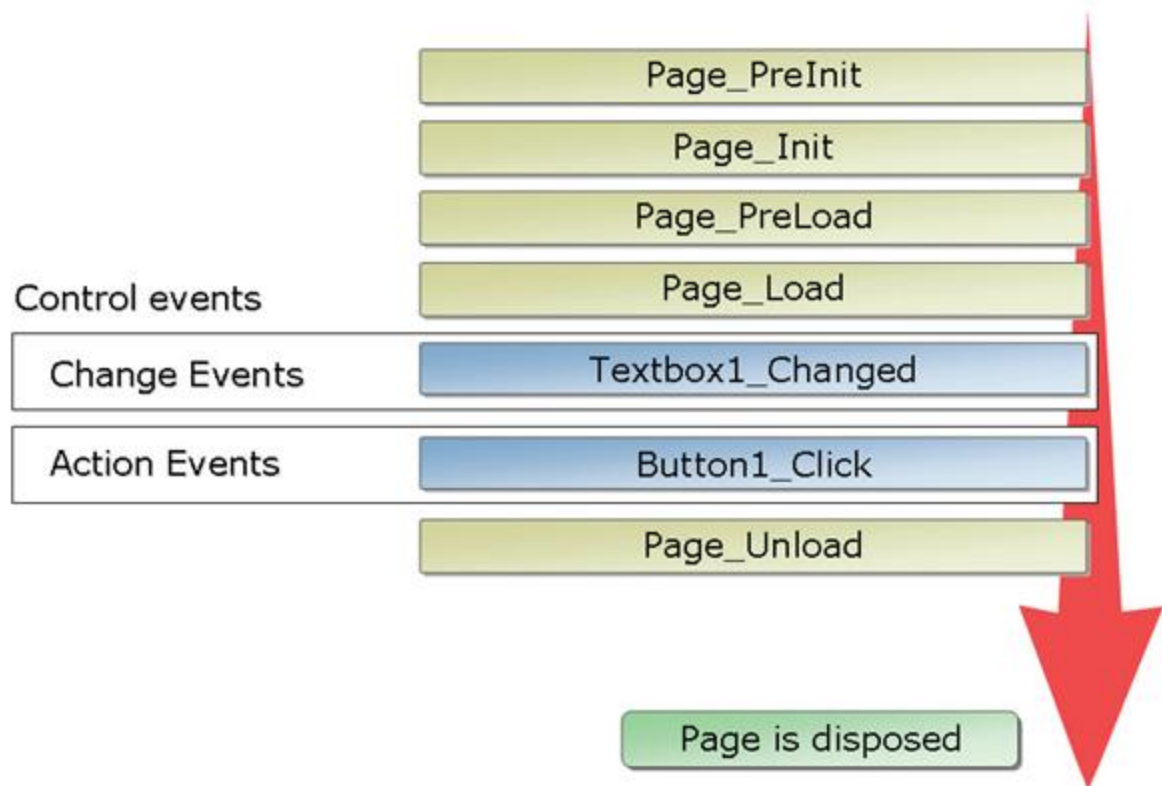 Page_PreInit
Page_Init
Page_PreLoad
Page_Load
Control events
Change Events
Textbox1_Changed
Action Events
Button1_Click
Page_Unload
Page is disposed